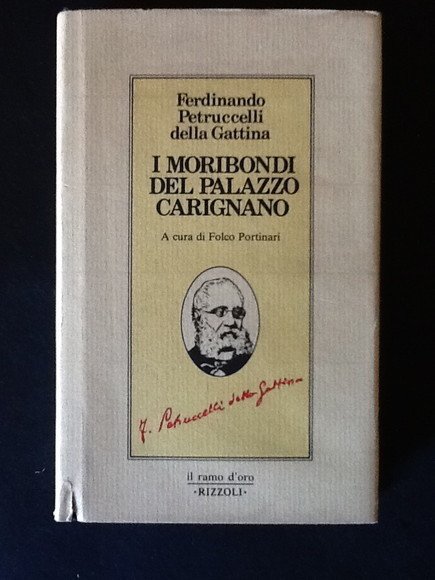 Ferdinando
Petruccelli
della Gattina
I MORIBONDI
DEL PALAZZO
CARIGNANO
A cura di Folco Portinari
F. Petruccelli della Gattina
il ramo d'oro
·RIZZOLI·